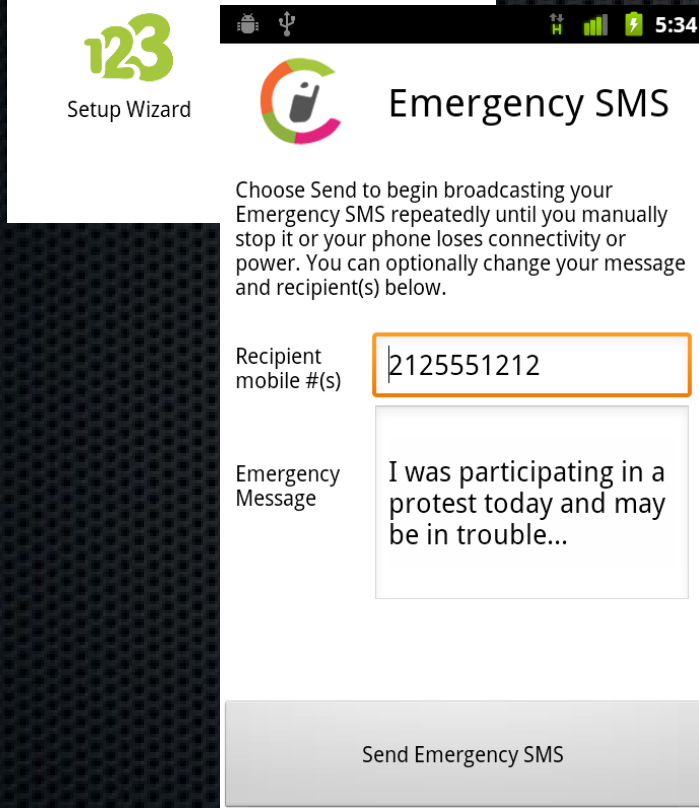 123
Setup Wizard
H
5:34
Emergency SMS
Choose Send to begin broadcasting your
Emergency SMS repeatedly until you manually
stop it or your phone loses connectivity or
power. You can optionally change your message
and recipient(s) below.
Recipient
mobile #(s)
2125551212
Emergency
Message
I was participating in a
protest today and may
be in trouble...
Send Emergency SMS